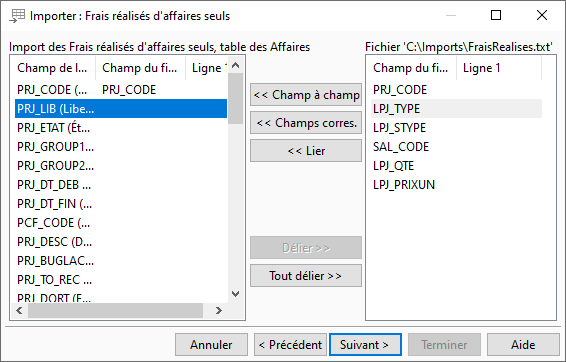 Importer : Frais réalisés d'affaires seuls
Import des Frais réalisés d'affaires seuls, table des Affaires
Fichier 'C:\Imports\FraisRealises.txt'
Champ de l... Champ du fi... Ligne 1
PRJ_CODE (... PRJ_CODE
PRJ_LIB (Libe...
PRJ_ETAT (Ét...
PRJ_GROUP1...
PRJ_GROUP2...
PRJ_DT_DEB ...
PRJ_DT_FIN (...
PCF_CODE (...
PRJ_DESC (D...
PRJ_BUGLAC...
PRJ_TO_REC ...
PRJ_DORT (F...
<< Champ à champ
<< Champs corres.
<< Lier
Délier >>
Tout délier >>
Champ du fi... Ligne 1
PRJ_CODE
LPJ_TYPE
LPJ_STYPE
SAL_CODE
LPJ_QTE
LPJ_PRIXUN
Annuler
< Précédent
Suivant >
Terminer
Aide